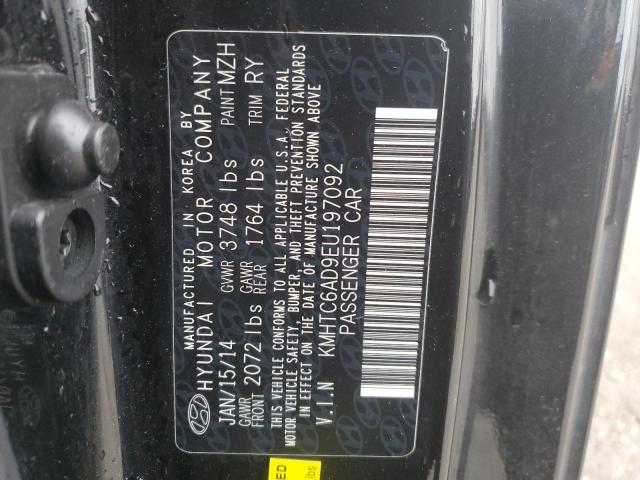 MANUFACTURED IN KOREA BY
HYUNDAI MOTOR COMPANY
JAN/15/14 GVWR 3748 lbs PAINT MZH
GAWR FRONT 2072 lbs GAWR REAR 1764 lbs TRIM RY
THIS VEHICLE CONFORMS TO ALL APPLICABLE U.S.A. FEDERAL
MOTOR VEHICLE SAFETY, BUMPER, AND THEFT PREVENTION STANDARDS
IN EFFECT ON THE DATE OF MANUFACTURE SHOWN ABOVE
V.I.N KMHTC6AD9EU197092
PASSENGER CAR
lbs